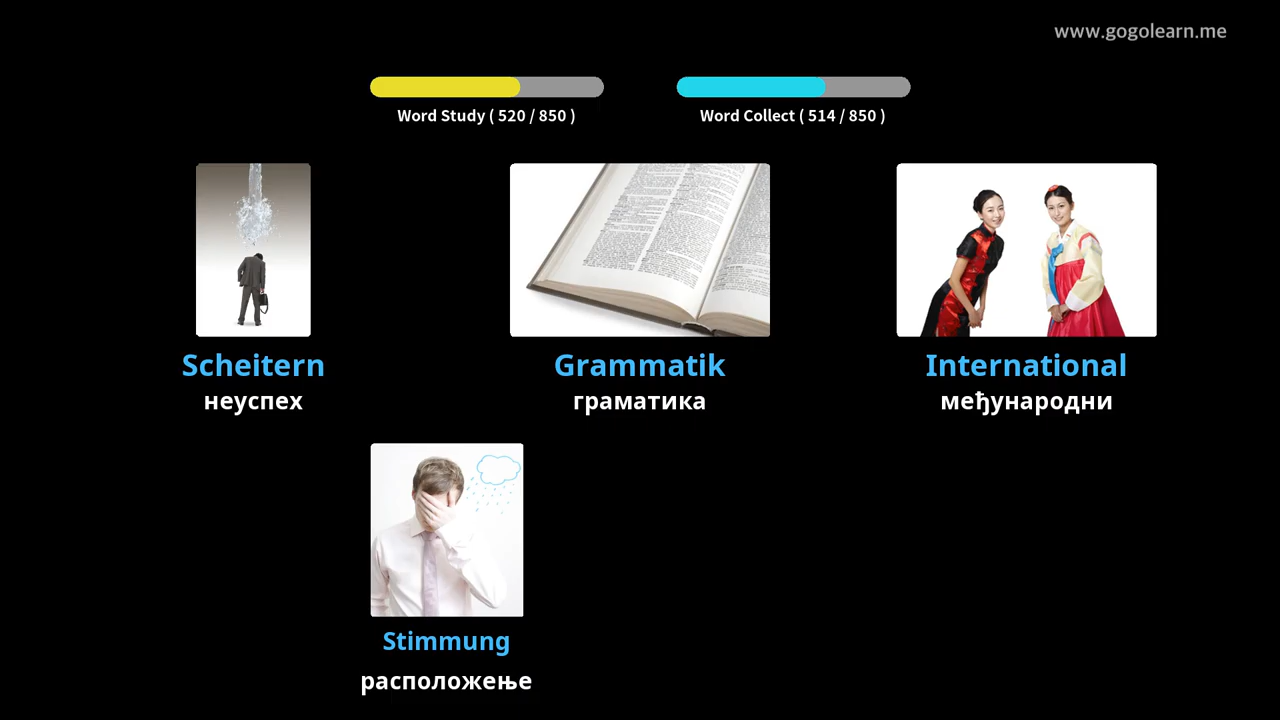 www.gogolearn.me
Word Study ( 520 / 850 )
Word Collect ( 514 / 850 )
Scheitern
неуспех
Grammatik
граматика
International
међународни
Stimmung
расположење